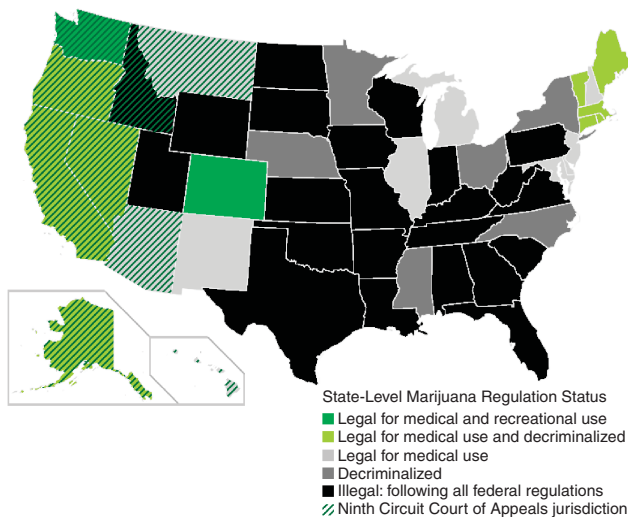 State-Level Marijuana Regulation Status
Legal for medical and recreational use
Legal for medical use and decriminalized
Legal for medical use
Decriminalized
Illegal: following all federal regulations
Ninth Circuit Court of Appeals jurisdiction